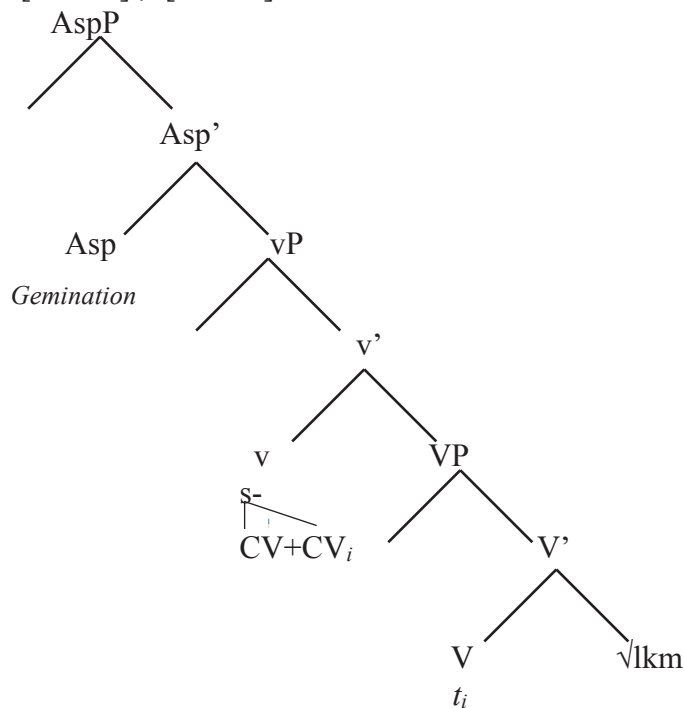 AspP
Asp’
Asp vP
Gemination
v’
v VP
s-
CV+CVi V’
V √lkm
ti